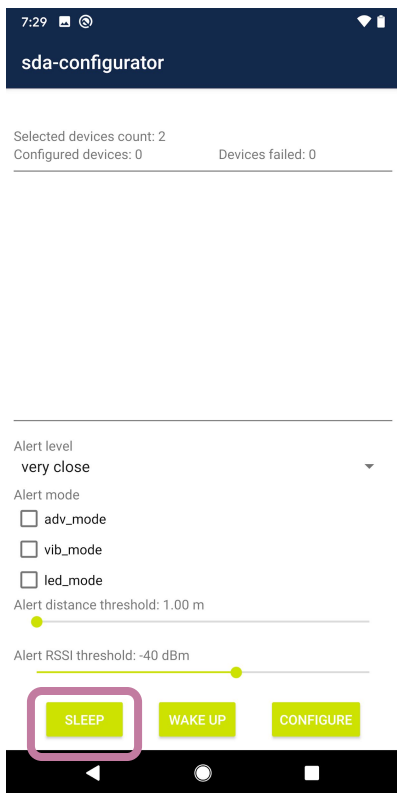 7:29
sda-configurator
Selected devices count: 2
Configured devices: 0 Devices failed: 0
Alert level
very close
Alert mode
adv_mode
vib_mode
led_mode
Alert distance threshold: 1.00 m
Alert RSSI threshold: -40 dBm
SLEEP WAKE UP CONFIGURE